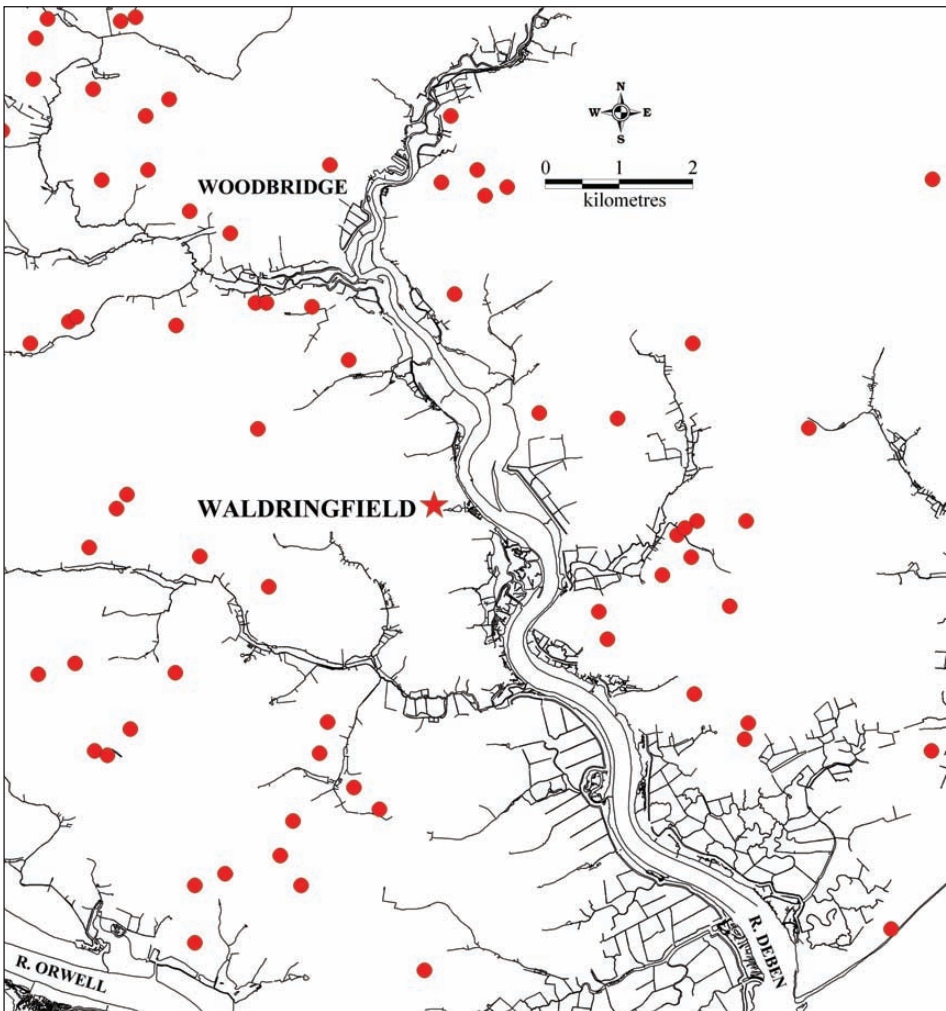 N
W E
S
0 1 2
kilometres
WOODBRIDGE
WALDRINGFIELD
R. DEBEN
R. ORWELL